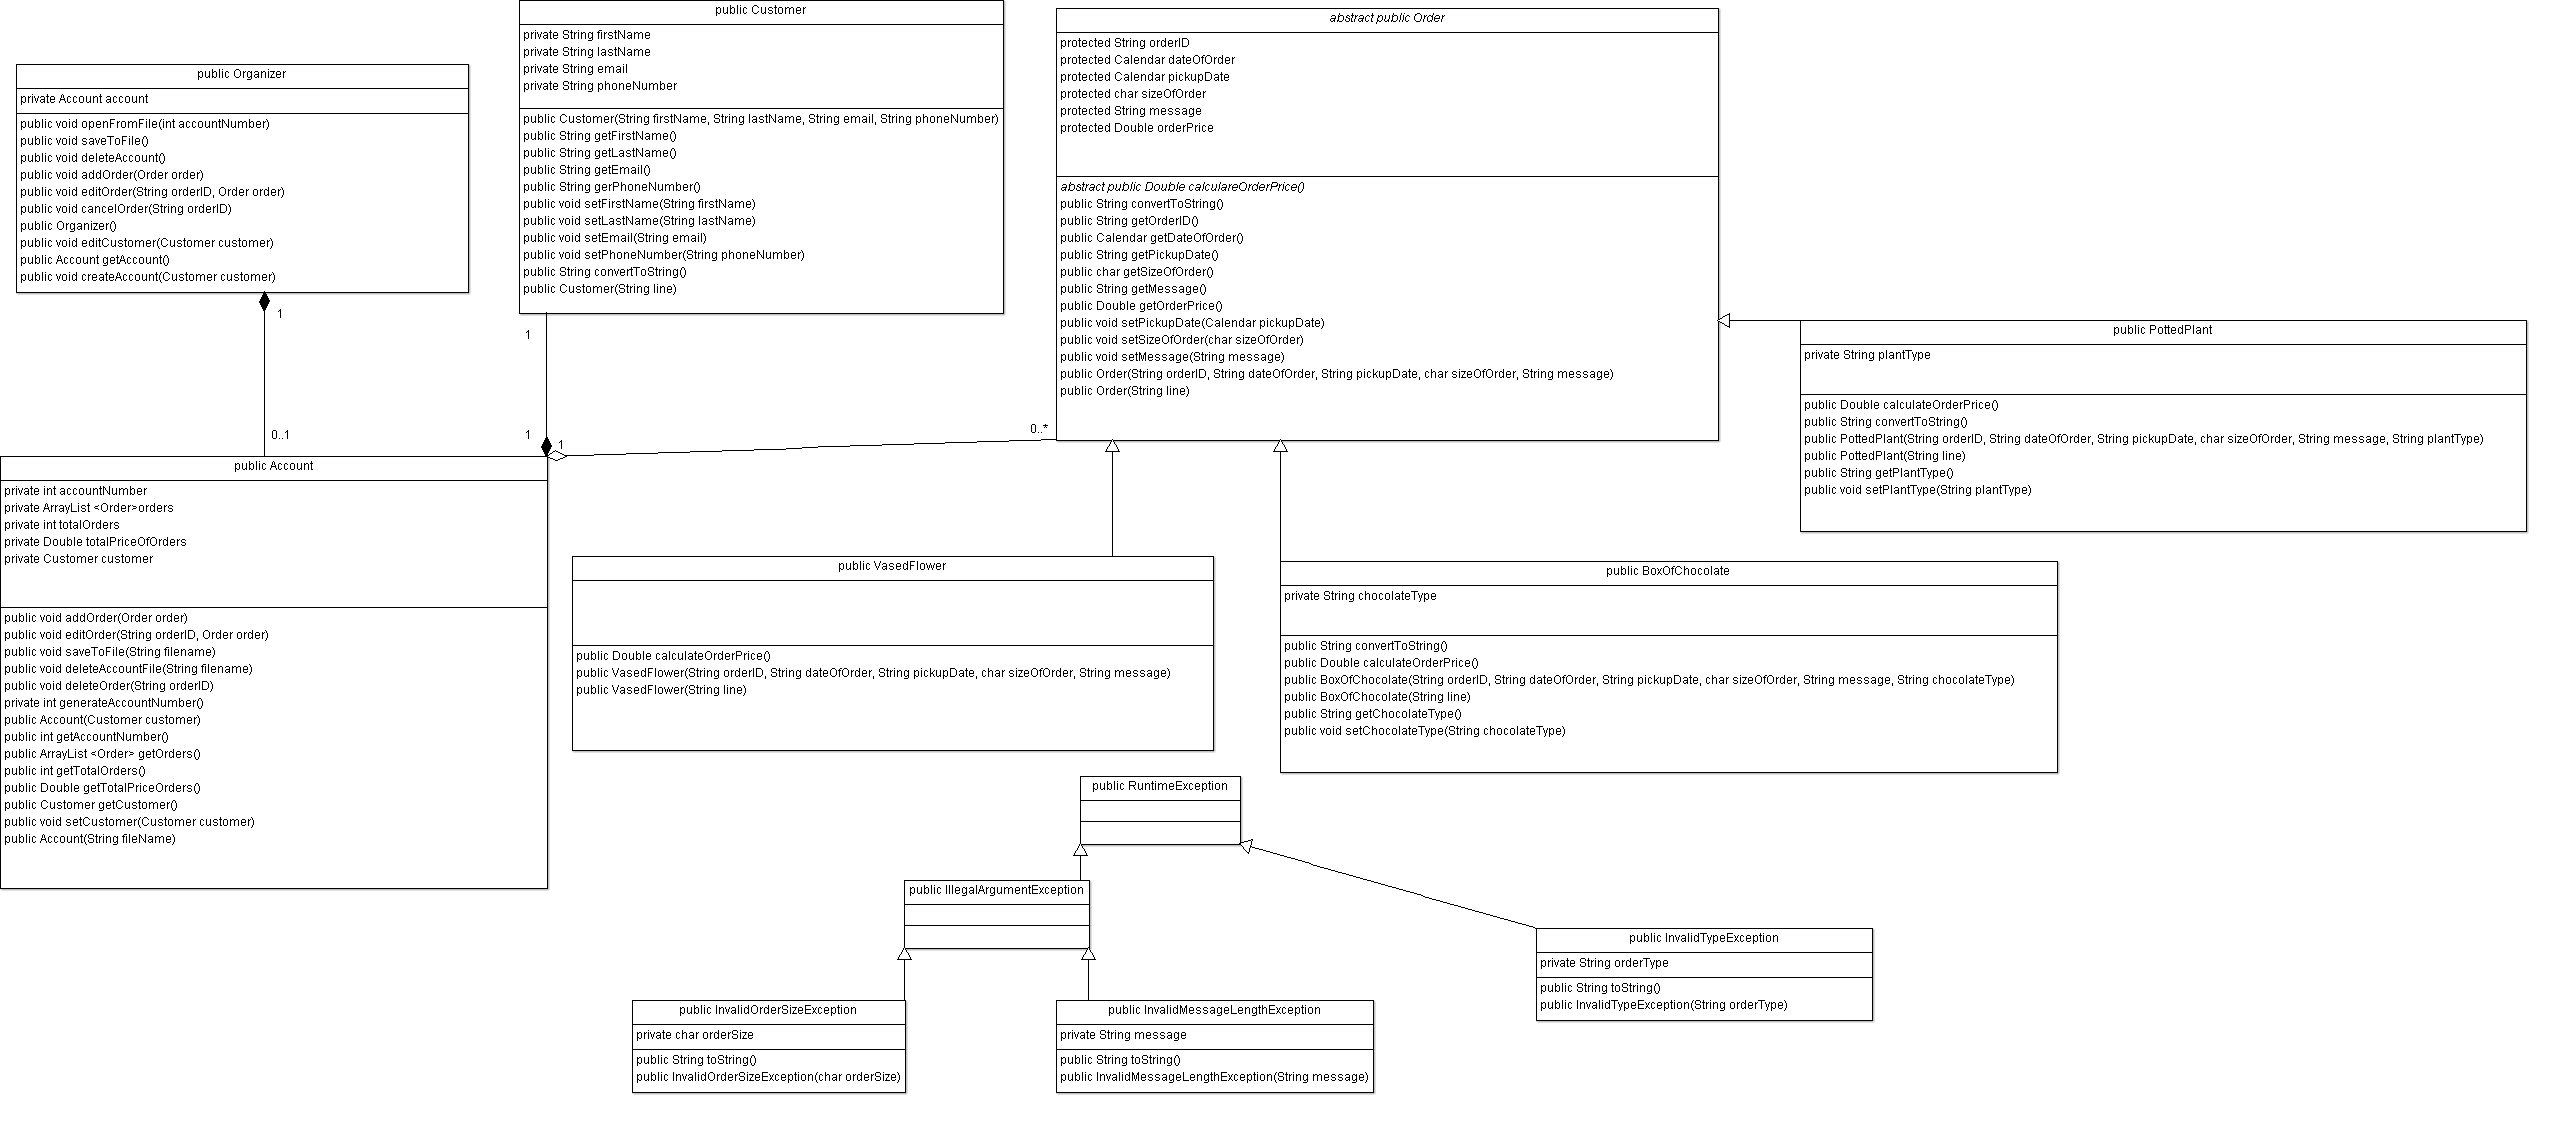 public Organizer
private Account account
public void openFromFile(int accountNumber)
public void saveToFile()
public void deleteAccount()
public void addOrder(Order order)
public void editOrder(String orderID, Order order)
public void cancelOrder(String orderID)
public Organizer()
public void editCustomer(Customer customer)
public Account getAccount()
public void createAccount(Customer customer)
1
0..1
public Customer
private String firstName
private String lastName
private String email
private String phoneNumber
public Customer(String firstName, String lastName, String email, String phoneNumber)
public String getFirstName()
public String getLastName()
public String getEmail()
public String gerPhoneNumber()
public void setFirstName(String firstName)
public void setLastName(String lastName)
public void setEmail(String email)
public void setPhoneNumber(String phoneNumber)
public String convertToString()
public Customer(String line)
1
1
1
0..*
abstract public Order
protected String orderID
protected Calendar dateOfOrder
protected Calendar pickupDate
protected char sizeOfOrder
protected String message
protected Double orderPrice
abstract public Double calculareOrderPrice()
public String convertToString()
public String getOrderID()
public Calendar getDateOfOrder()
public String getPickupDate()
public char getSizeOfOrder()
public String getMessage()
public Double getOrderPrice()
public void setPickupDate(Calendar pickupDate)
public void setSizeOfOrder(char sizeOfOrder)
public void setMessage(String message)
public Order(String orderID, String dateOfOrder, String pickupDate, char sizeOfOrder, String message)
public Order(String line)
public PottedPlant
private String plantType
public Double calculateOrderPrice()
public String convertToString()
public PottedPlant(String orderID, String dateOfOrder, String pickupDate, char sizeOfOrder, String message, String plantType)
public PottedPlant(String line)
public String getPlantType()
public void setPlantType(String plantType)
public Account
private int accountNumber
private ArrayList <Order>orders
private int totalOrders
private Double totalPriceOfOrders
private Customer customer
public void addOrder(Order order)
public void editOrder(String orderID, Order order)
public void saveToFile(String filename)
public void deleteAccountFile(String filename)
public void deleteOrder(String orderID)
private int generateAccountNumber()
public Account(Customer customer)
public int getAccountNumber()
public ArrayList <Order> getOrders()
public int getTotalOrders()
public Double getTotalPriceOrders()
public Customer getCustomer()
public void setCustomer(Customer customer)
public Account(String fileName)
public VasedFlower
public Double calculateOrderPrice()
public VasedFlower(String orderID, String dateOfOrder, String pickupDate, char sizeOfOrder, String message)
public VasedFlower(String line)
public BoxOfChocolate
private String chocolateType
public String convertToString()
public Double calculateOrderPrice()
public BoxOfChocolate(String orderID, String dateOfOrder, String pickupDate, char sizeOfOrder, String message, String chocolateType)
public BoxOfChocolate(String line)
public String getChocolateType()
public void setChocolateType(String chocolateType)
public RuntimeException
public IllegalArgumentException
public InvalidTypeException
private String orderType
public String toString()
public InvalidTypeException(String orderType)
public InvalidOrderSizeException
private char orderSize
public String toString()
public InvalidOrderSizeException(char orderSize)
public InvalidMessageLengthException
private String message
public String toString()
public InvalidMessageLengthException(String message)